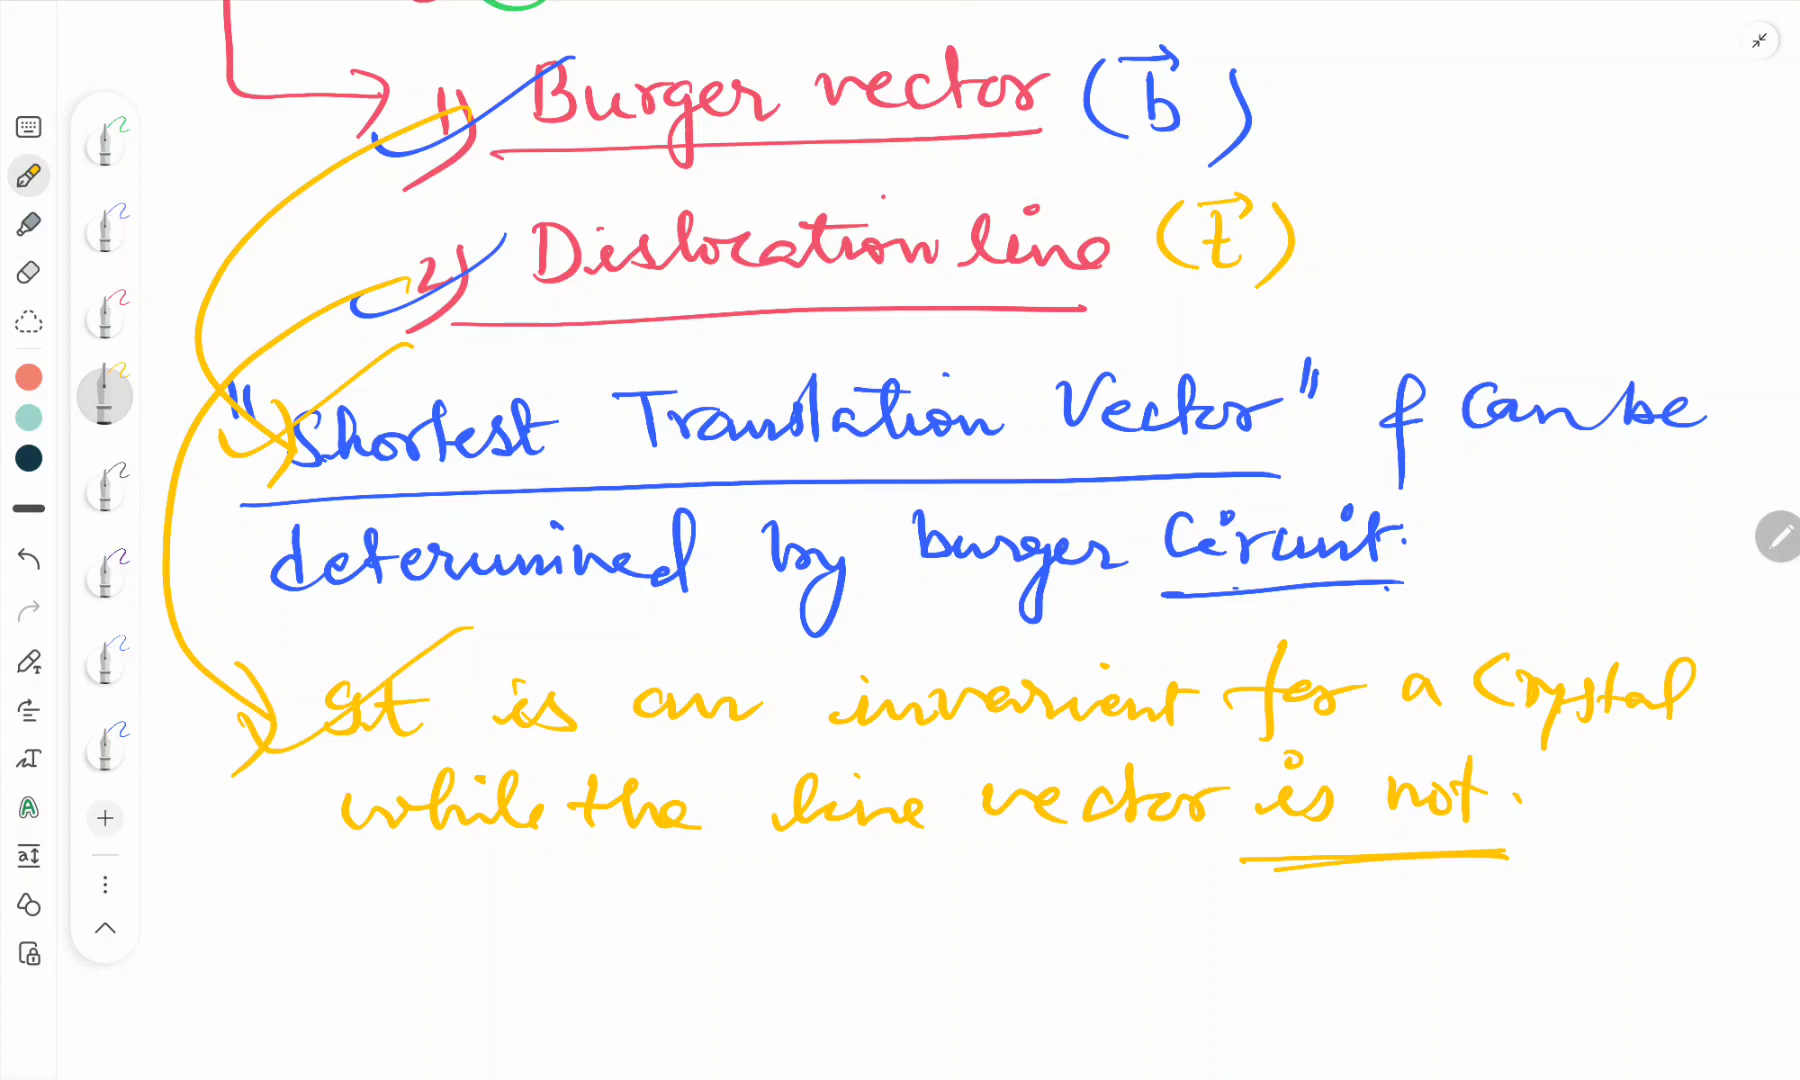 1) Burger vector (b⃗)
2) Dislocation line (t⃗)
"Shortest Translation Vector" & can be
determined by burger Circuit.
It is an invarient for a Crystal
while the line vector is not.